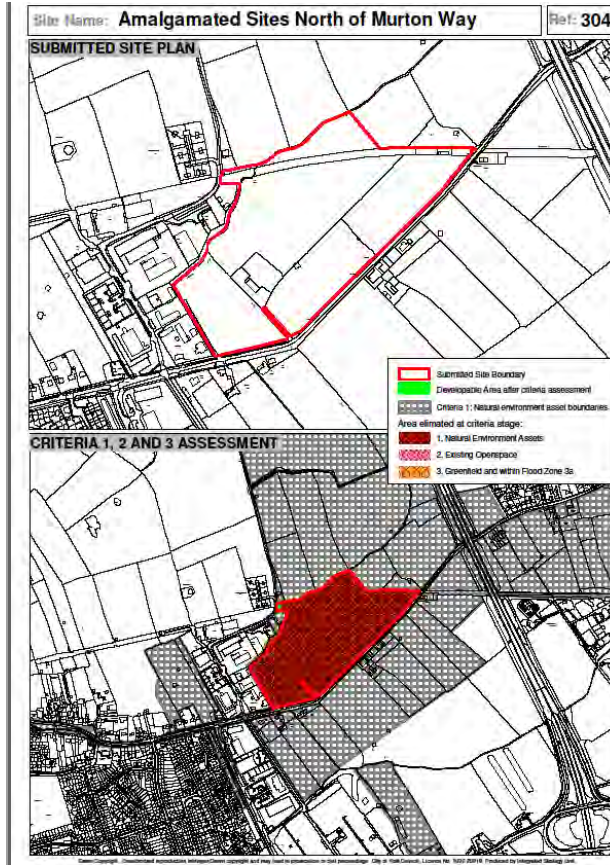 Site Name: Amalgamated Sites North of Murton Way
Ref: 304
SUBMITTED SITE PLAN
Submitted Site Boundary
Developable Area after criteria assessment
Criteria 1: Natural environment asset boundaries
Area elimated at criteria stage:
1, Natural Environment Assets
2, Existing Openspace
3, Greenfield and within Flood Zone 3a
CRITERIA 1, 2 AND 3 ASSESSMENT